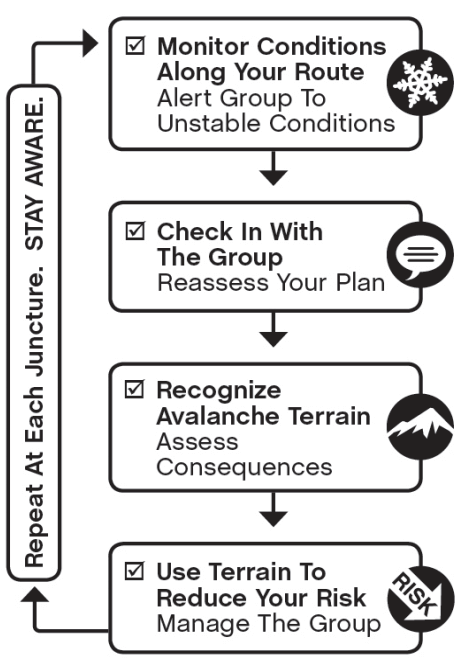 Monitor Conditions
Along Your Route
Alert Group To
Unstable Conditions
Check In With
The Group
Reassess Your Plan
Recognize
Avalanche Terrain
Assess
Consequences
Use Terrain To
Reduce Your Risk
Manage The Group
RISK
Repeat At Each Juncture. STAY AWARE.